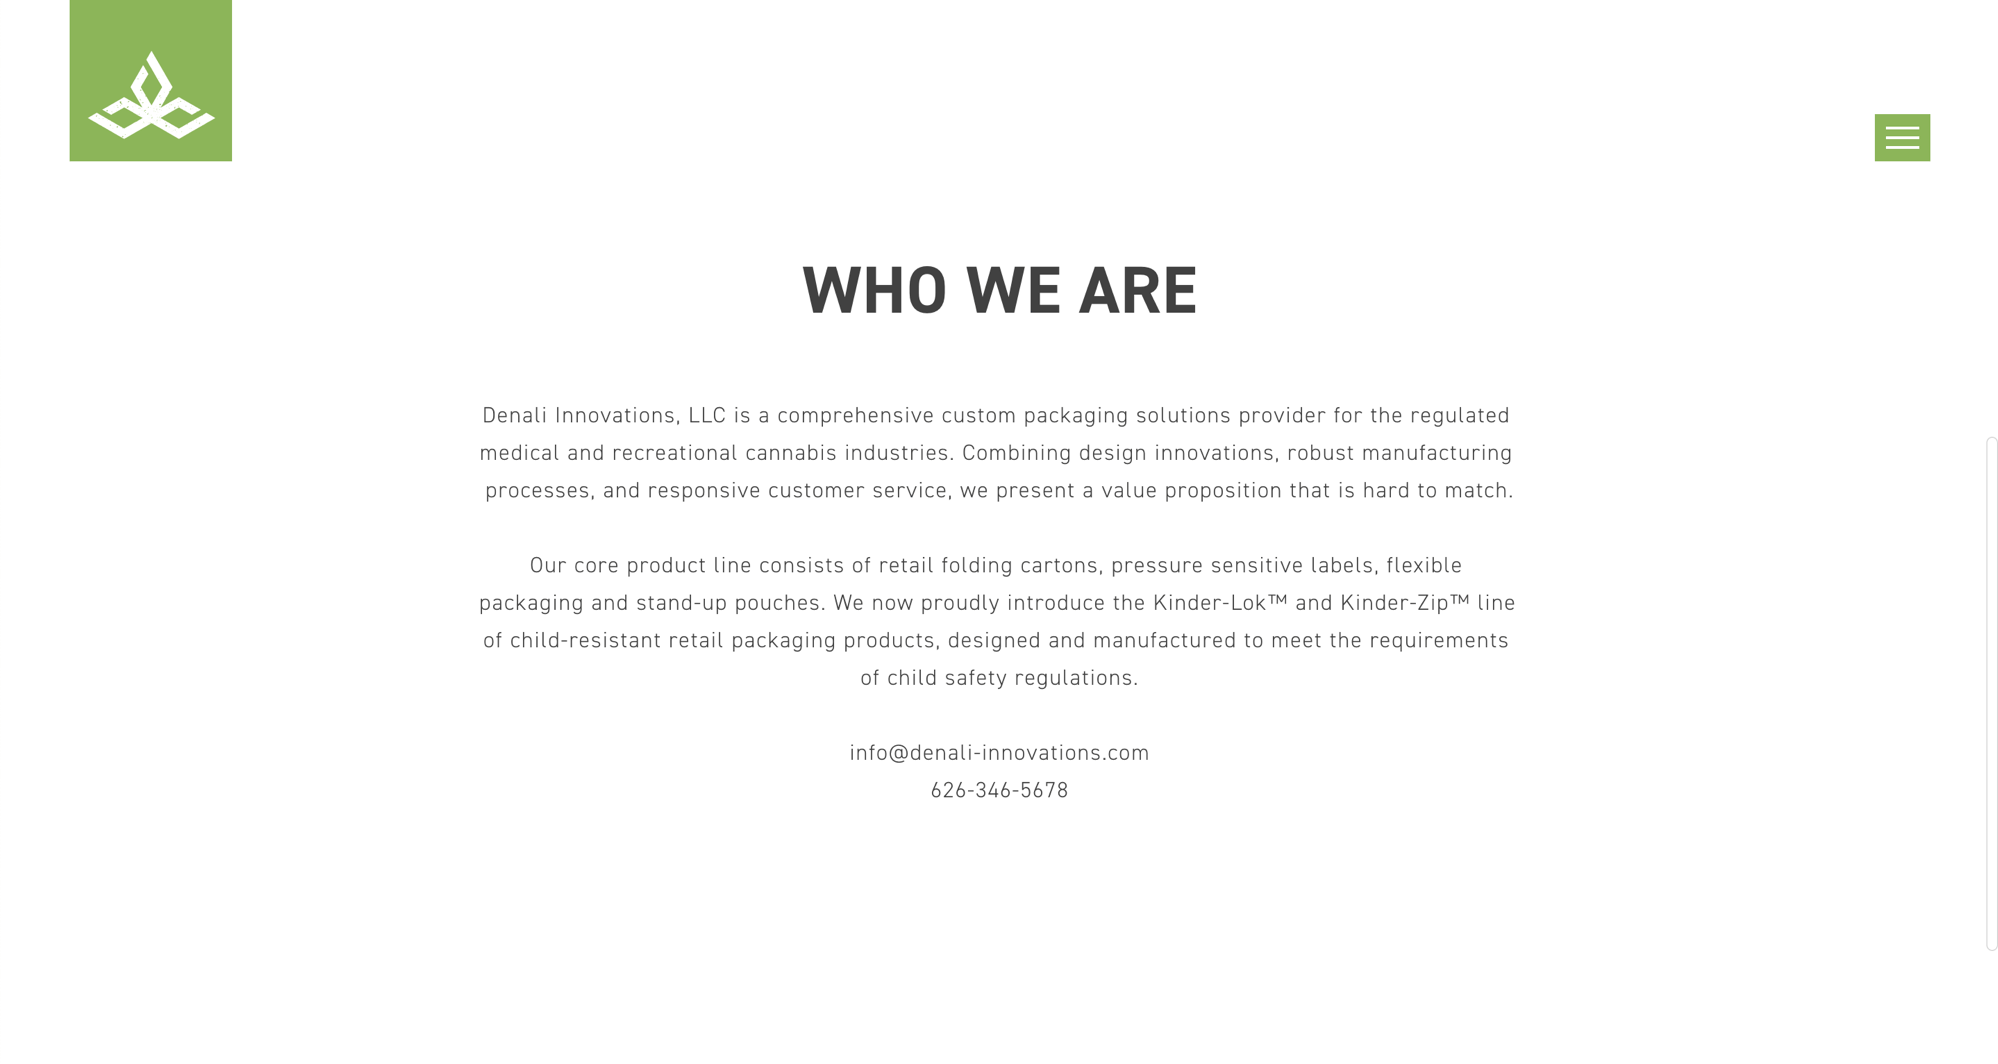 WHO WE ARE
Denali Innovations, LLC is a comprehensive custom packaging solutions provider for the regulated
medical and recreational cannabis industries. Combining design innovations, robust manufacturing
processes, and responsive customer service, we present a value proposition that is hard to match.
Our core product line consists of retail folding cartons, pressure sensitive labels, flexible
packaging and stand-up pouches. We now proudly introduce the Kinder-Lok™ and Kinder-Zip™ line
of child-resistant retail packaging products, designed and manufactured to meet the requirements
of child safety regulations.
info@denali-innovations.com
626-346-5678